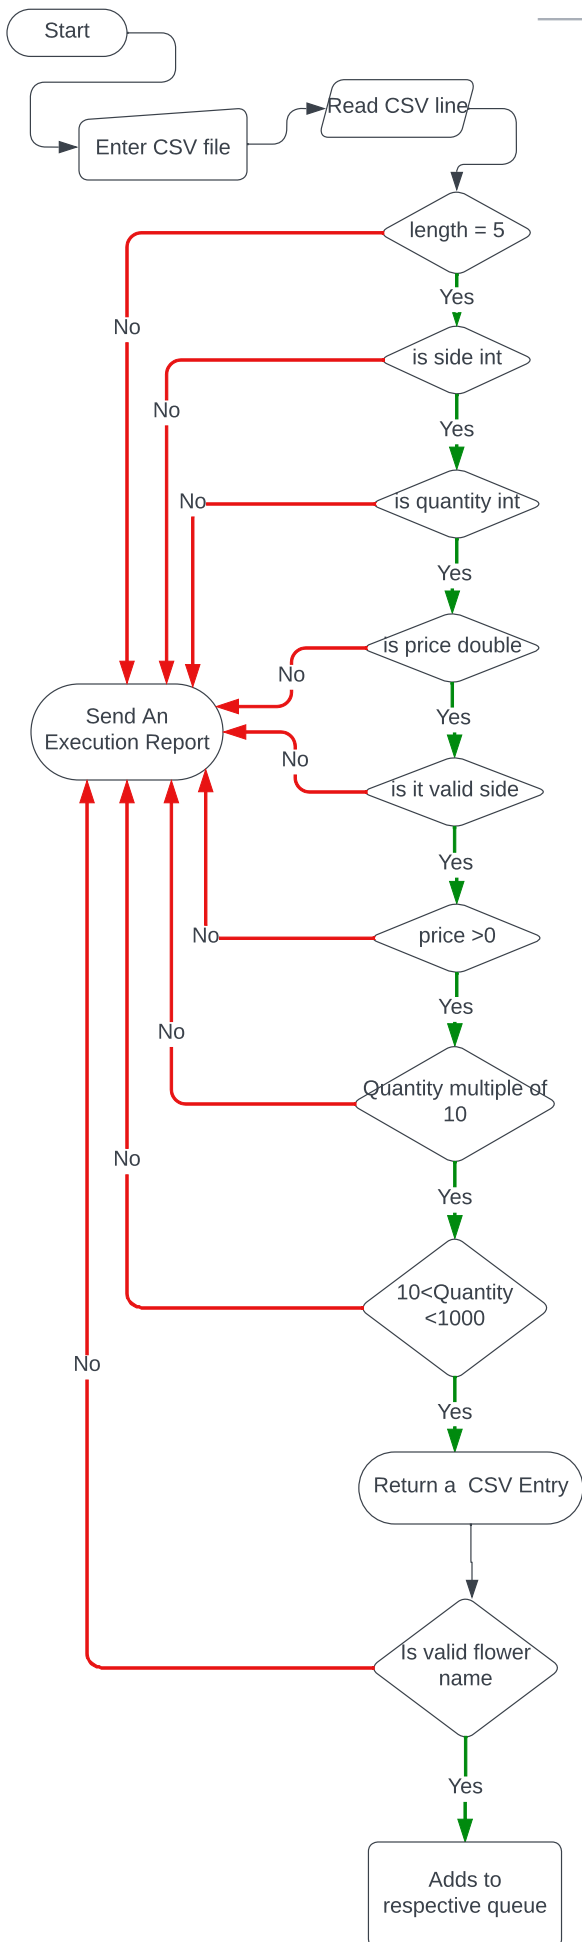 Start
Enter CSV file
Read CSV line
length = 5
Yes
No
is side int
Yes
No
is quantity int
No
Yes
is price double
No
Yes
Send An
Execution Report
is it valid side
No
Yes
price >0
No
Yes
Quantity multiple of
10
No
Yes
10<Quantity
<1000
No
Yes
Return a  CSV Entry
Is valid flower
name
No
Yes
Adds to
respective queue